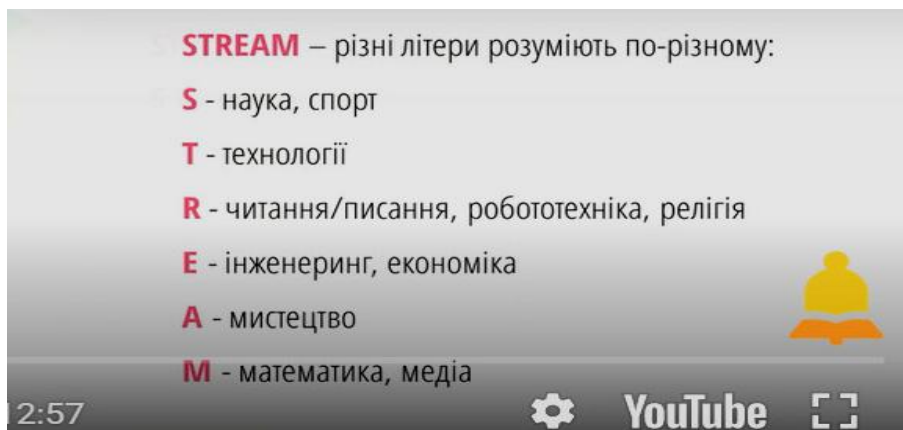 STREAM – різні літери розуміють по-різному:
S - наука, спорт
T - технології
R - читання/писання, робототехніка, релігія
E - інженеринг, економіка
A - мистецтво
M - математика, медіа
2:57
YouTube